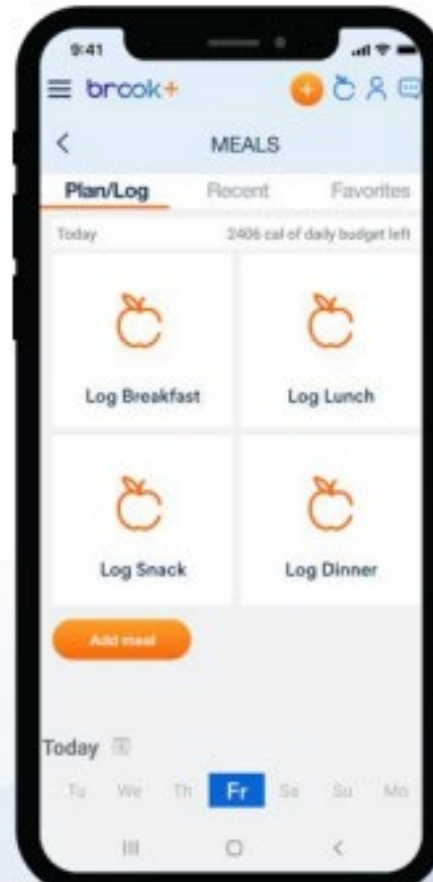 9:41
brook+
MEALS
Plan/Log Recent Favorites
Today 2406 cal of daily budget left
Log Breakfast Log Lunch
Log Snack Log Dinner
Add meal
Today
Tu We Th Fr Sa Su Mo